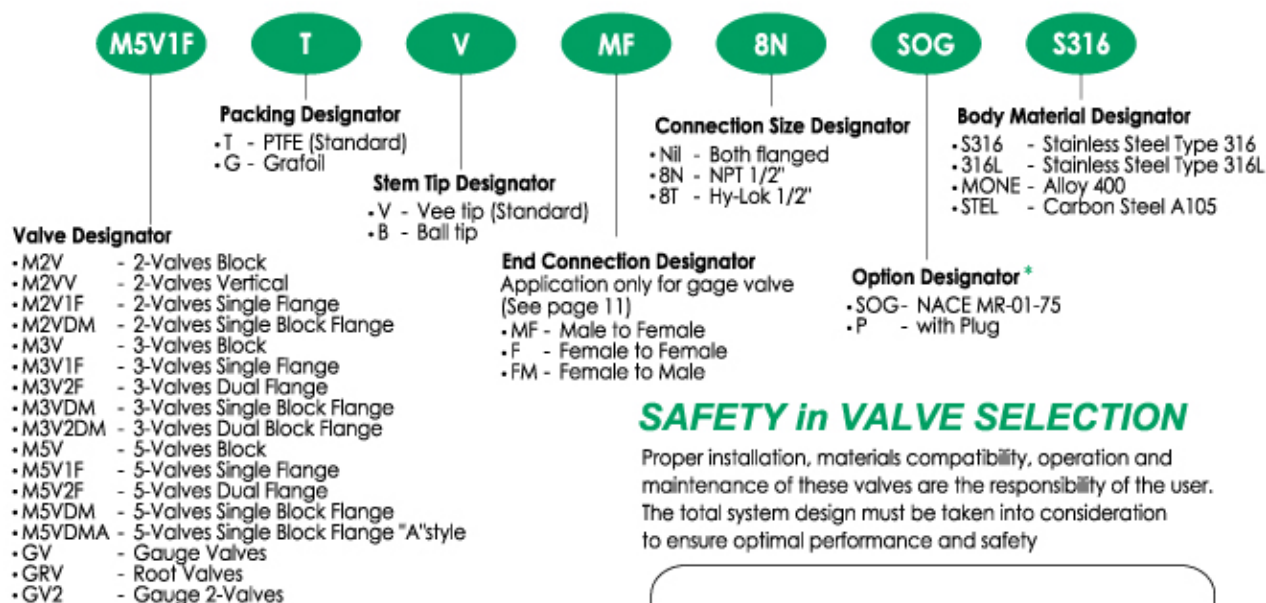 M5V1F T V MF 8N SOG S316
Packing Designator
• T - PTFE (Standard)
• G - Grafoil
Stem Tip Designator
• V - Vee tip (Standard)
• B - Ball tip
Connection Size Designator
• Nil - Both flanged
• 8N - NPT 1/2"
• 8T - Hy-Lok 1/2"
Body Material Designator
• S316 - Stainless Steel Type 316
• 316L - Stainless Steel Type 316L
• MONE - Alloy 400
• STEL - Carbon Steel A105
Valve Designator
• M2V - 2-Valves Block
• M2VV - 2-Valves Vertical
• M2V1F - 2-Valves Single Flange
• M2VDM - 2-Valves Single Block Flange
• M3V - 3-Valves Block
• M3V1F - 3-Valves Single Flange
• M3V2F - 3-Valves Dual Flange
• M3VDM - 3-Valves Single Block Flange
• M3V2DM - 3-Valves Dual Block Flange
• M5V - 5-Valves Block
• M5V1F - 5-Valves Single Flange
• M5V2F - 5-Valves Dual Flange
• M5VDM - 5-Valves Single Block Flange
• M5VDMA - 5-Valves Single Block Flange "A"style
• GV - Gauge Valves
• GRV - Root Valves
• GV2 - Gauge 2-Valves
End Connection Designator
Application only for gage valve
(See page 11)
• MF - Male to Female
• F - Female to Female
• FM - Female to Male
Option Designator *
• SOG- NACE MR-01-75
• P - with Plug
SAFETY in VALVE SELECTION
Proper installation, materials compatibility, operation and
maintenance of these valves are the responsibility of the user.
The total system design must be taken into consideration
to ensure optimal performance and safety